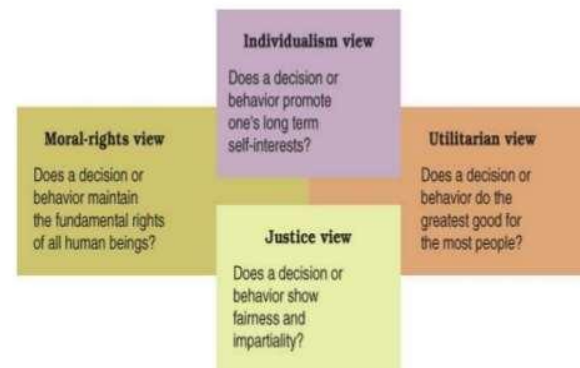 Individualism view
Does a decision or
behavior promote
one's long term
self-interests?
Moral-rights view
Does a decision or
behavior maintain
the fundamental rights
of all human beings?
Utilitarian view
Does a decision or
behavior do the
greatest good for
the most people?
Justice view
Does a decision or
behavior show
fairness and
impartiality?